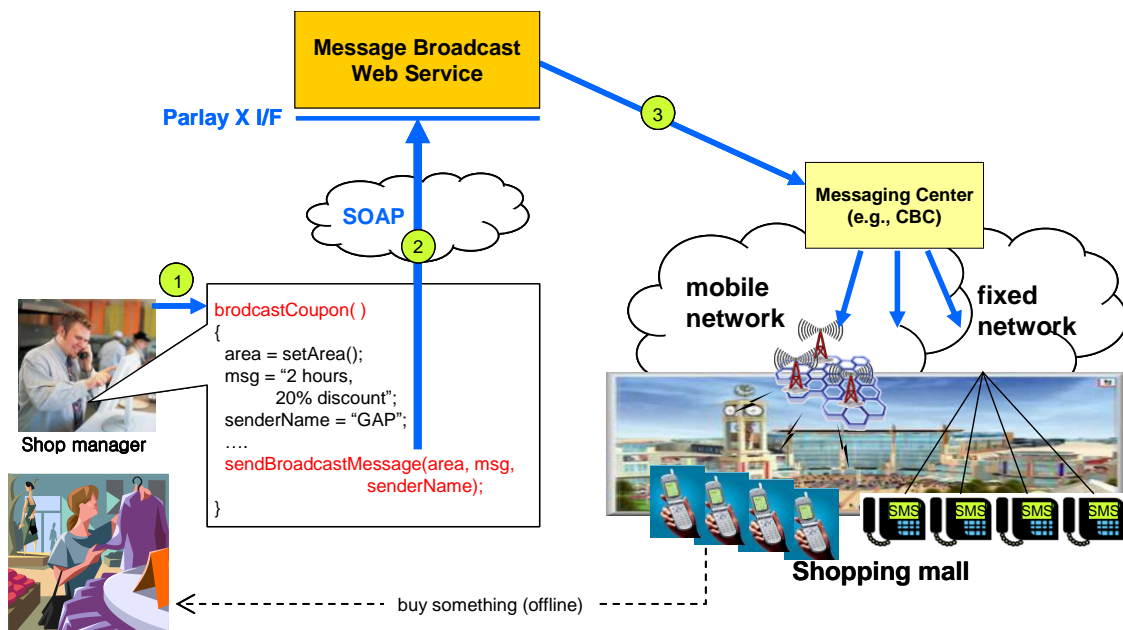 Message Broadcast
Web Service
Parlay X I/F
3
Messaging Center
(e.g., CBC)
SOAP
2
1
mobile
network
fixed
network
brodcastCoupon( )
{
area = setArea();
msg = “2 hours,
20% discount”;
senderName = “GAP”;
….
sendBroadcastMessage(area, msg,
senderName);
}
Shop manager
SMS SMS SMS SMS
Shopping mall
buy something (offline)